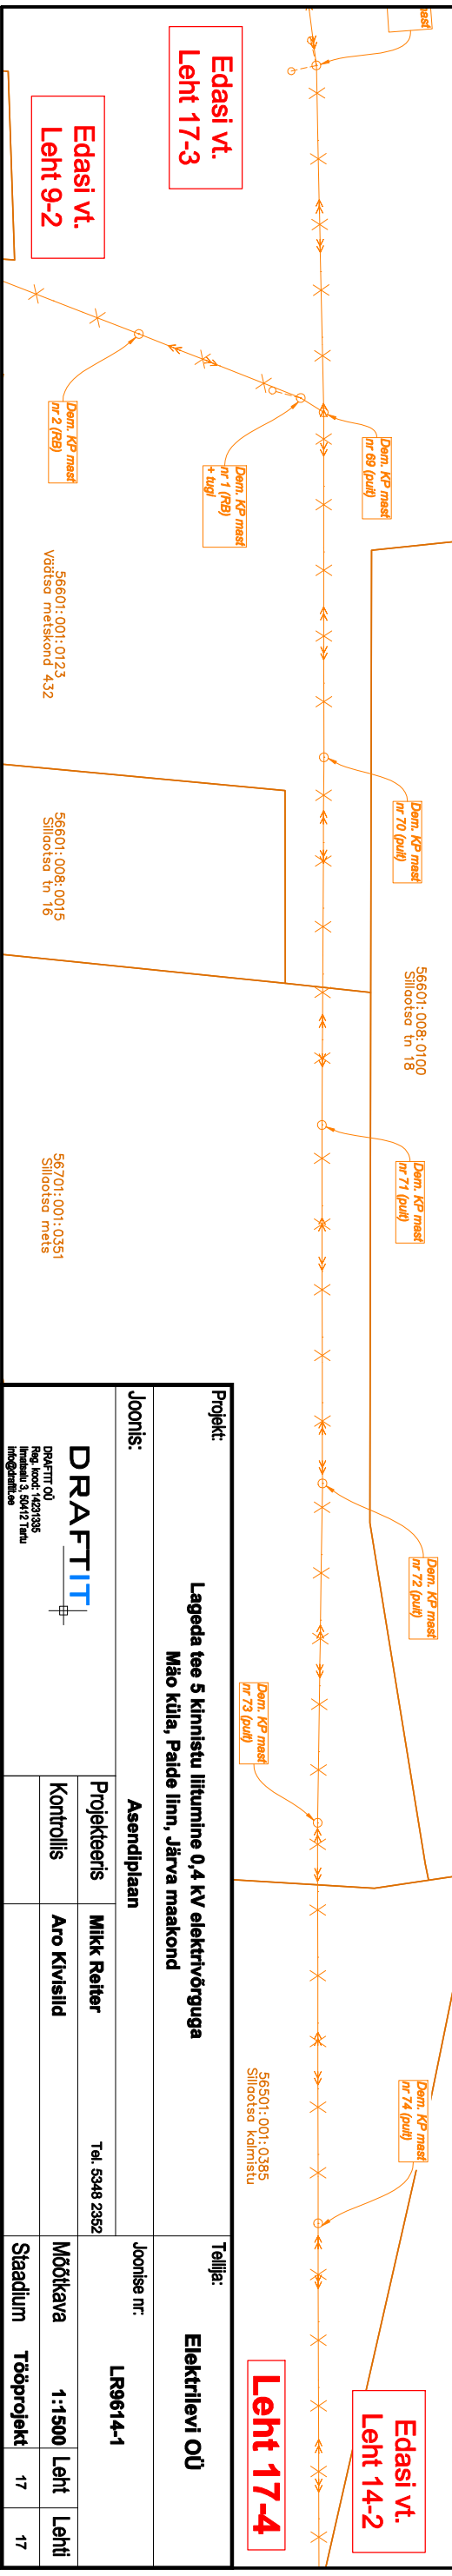 Edasi vt.
Leht 14-2
Leht 17-4
Edasi vt.
Leht 17-3
Edasi vt.
Leht 9-2
Dem. KP mast
nr 69 (puit)
Dem. KP mast
nr 1 (RB)
+ tugi
Dem. KP mast
nr 2 (RB)
Dem. KP mast
nr 70 (puit)
Dem. KP mast
nr 71 (puit)
Dem. KP mast
nr 72 (puit)
Dem. KP mast
nr 73 (puit)
Dem. KP mast
nr 74 (puit)
56601:001:0123
Väätsa metskond 432
56601:008:0015
Sillaotsa tn 16
56601:008:0100
Sillaotsa tn 18
56701:001:0351
Sillaotsa mets
56501:001:0385
Sillaotsa kalmistu
Projekt:
Lageda tee 5 kinnistu liitumine 0,4 kV elektrivõrguga
Mäo küla, Paide linn, Järva maakond
Tellija:
Elektrilevi OÜ
Joonis:
Asendiplaan
Joonise nr:
LR9614-1
DRAFTIT
DRAFTIT OÜ
Reg. kood: 14231335
Ilmatsalu 3, 50412 Tartu
info@draftit.ee
Projekteeris Mikk Reiter Tel. 5348 2352
Kontrollis Aro Kivisild
Mõõtkava 1:1500 Leht Lehti
Staadium Tööprojekt 17 17